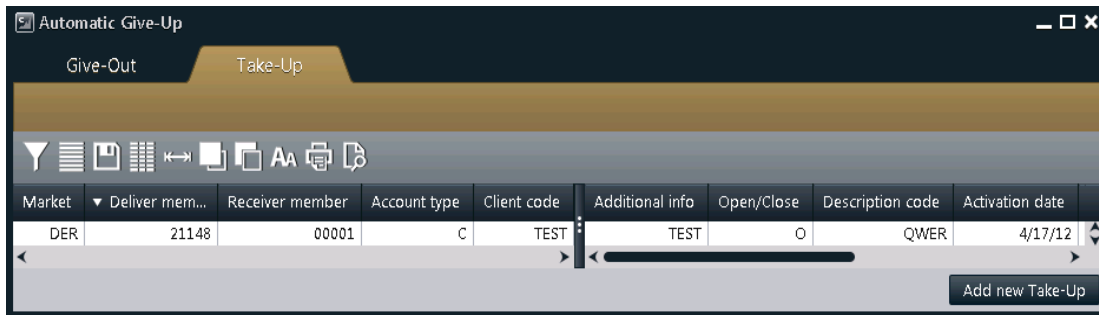 Automatic Give-Up
Give-Out Take-Up
Market Deliver mem... Receiver member Account type Client code Additional info Open/Close Description code Activation date
DER 21148 00001 C TEST TEST O QWER 4/17/12
Add new Take-Up